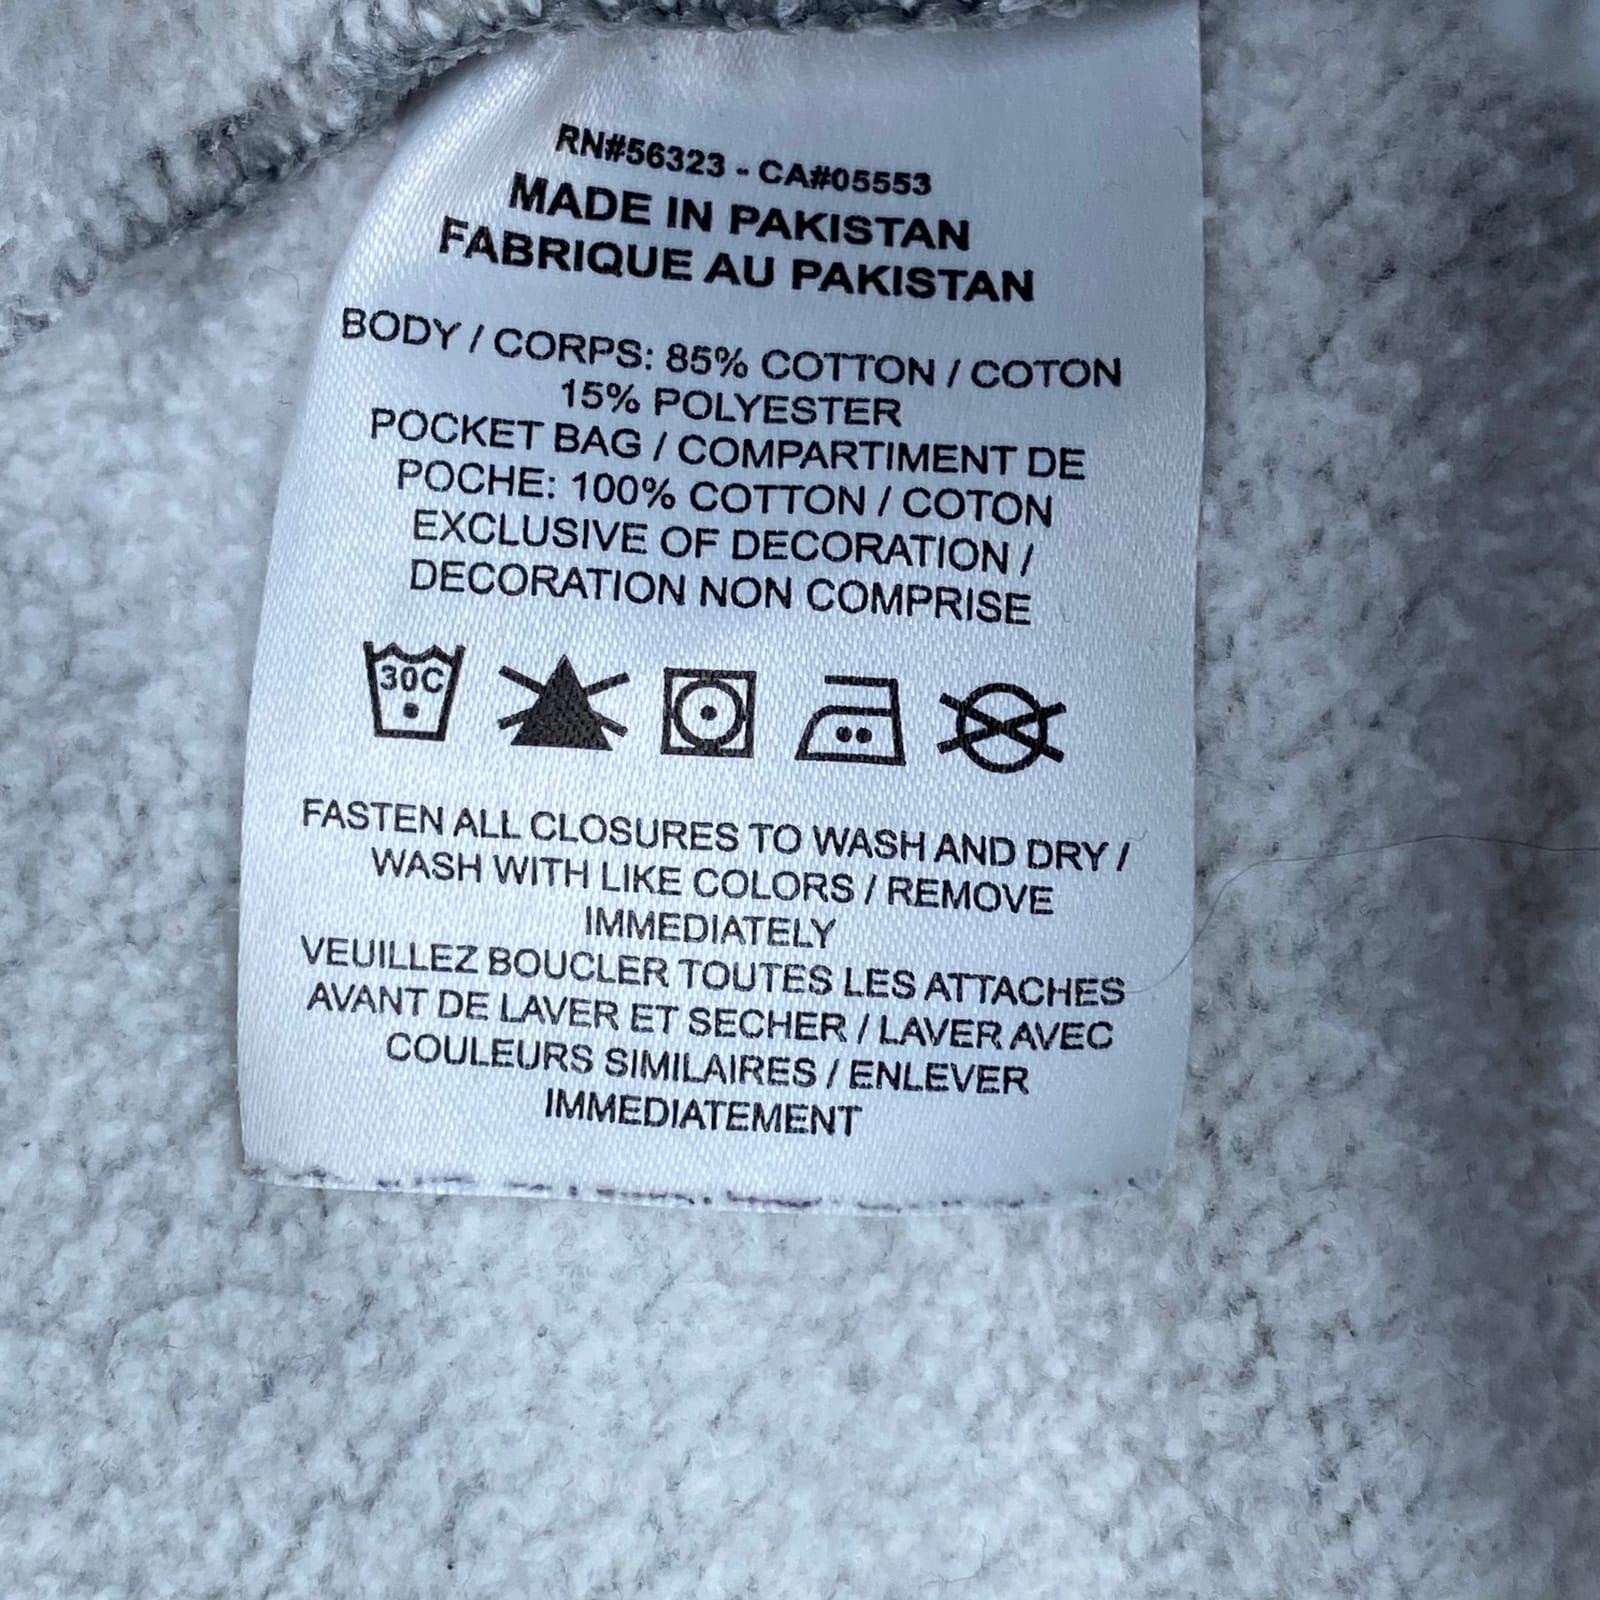 RN#56323 - CA#05553
MADE IN PAKISTAN
FABRIQUE AU PAKISTAN
BODY / CORPS: 85% COTTON / COTON
15% POLYESTER
POCKET BAG / COMPARTIMENT DE
POCHE: 100% COTTON / COTON
EXCLUSIVE OF DECORATION /
DECORATION NON COMPRISE
30C
FASTEN ALL CLOSURES TO WASH AND DRY /
WASH WITH LIKE COLORS / REMOVE
IMMEDIATELY
VEUILLEZ BOUCLER TOUTES LES ATTACHES
AVANT DE LAVER ET SECHER / LAVER AVEC
COULEURS SIMILAIRES / ENLEVER
IMMEDIATEMENT